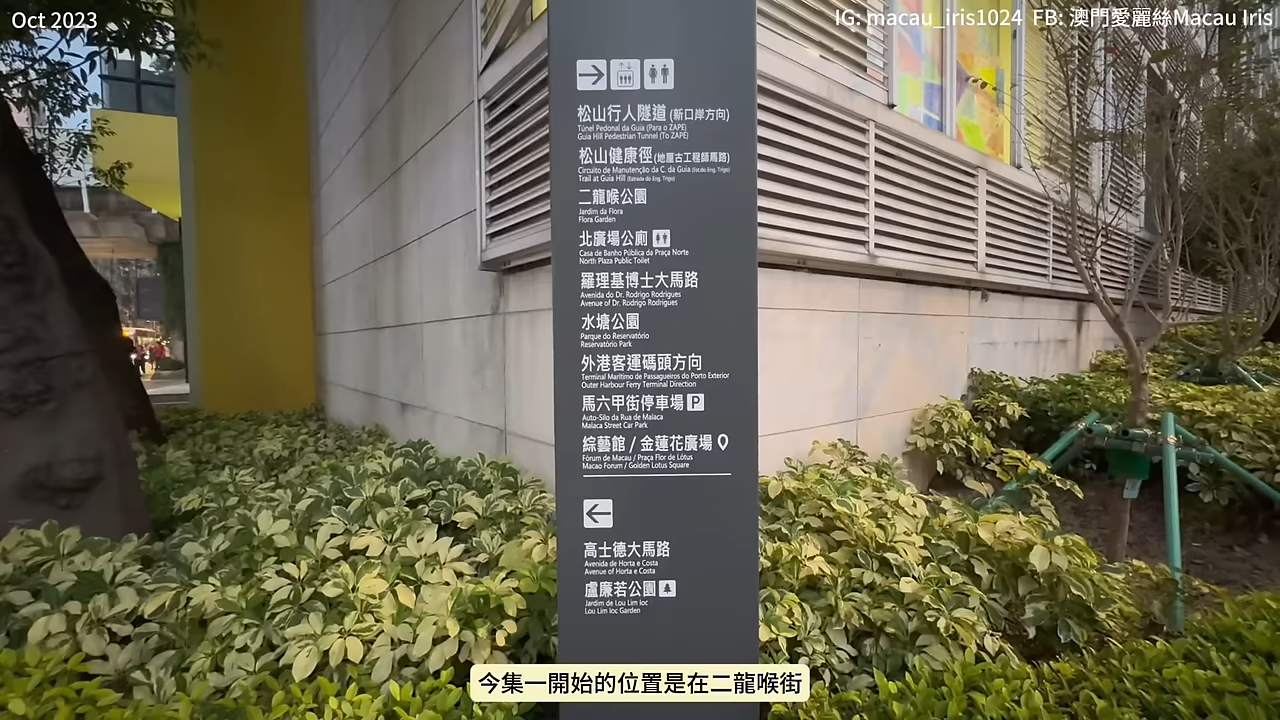 Oct 2023
IG: macau_iris1024 FB: 澳門愛麗絲Macau Iris
松山行人隧道 (新口岸方向)
Túnel Pedonal da Guia (Para o ZAPE)
Guia Hill Pedestrian Tunnel (To ZAPE)
松山健康徑 (地厘古工程師馬路)
Circuito de Manutenção da C. da Guia (Est.do Eng. Trigo)
Trail at Guia Hill (Estrada do Eng. Trigo)
二龍喉公園
Jardim da Flora
Flora Garden
北廣場公廁
Casa de Banho Pública da Praça Norte
North Plaza Public Toilet
羅理基博士大馬路
Avenida do Dr. Rodrigo Rodrigues
Avenue of Dr. Rodrigo Rodrigues
水塘公園
Parque do Reservatório
Reservatório Park
外港客運碼頭方向
Terminal Marítimo de Passagueiros do Porto Exterior
Outer Harbour Ferry Terminal Direction
馬六甲街停車場 P
Auto-Silo da Rua de Malaca
Malaca Street Car Park
綜藝館 / 金蓮花廣場
Fórum de Macau / Praça Flor de Lótus
Macao Forum / Golden Lotus Square
高士德大馬路
Avenida de Horta e Costa
Avenue of Horta e Costa
盧廉若公園
Jardim de Lou Lim Ioc
Lou Lim Ioc Garden
今集一開始的位置是在二龍喉街